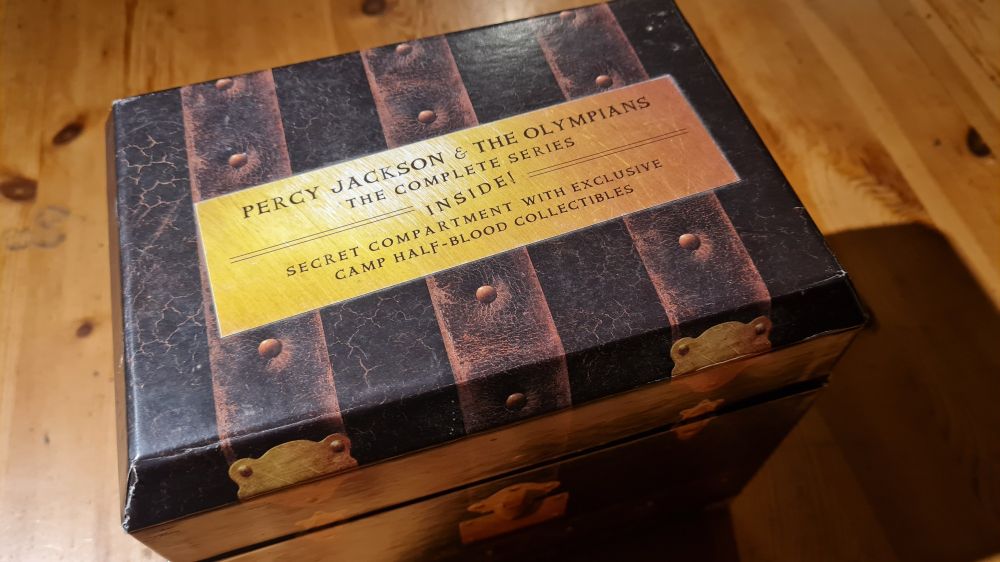 PERCY JACKSON & THE OLYMPIANS
THE COMPLETE SERIES
INSIDE!
SECRET COMPARTMENT WITH EXCLUSIVE
CAMP HALF-BLOOD COLLECTIBLES